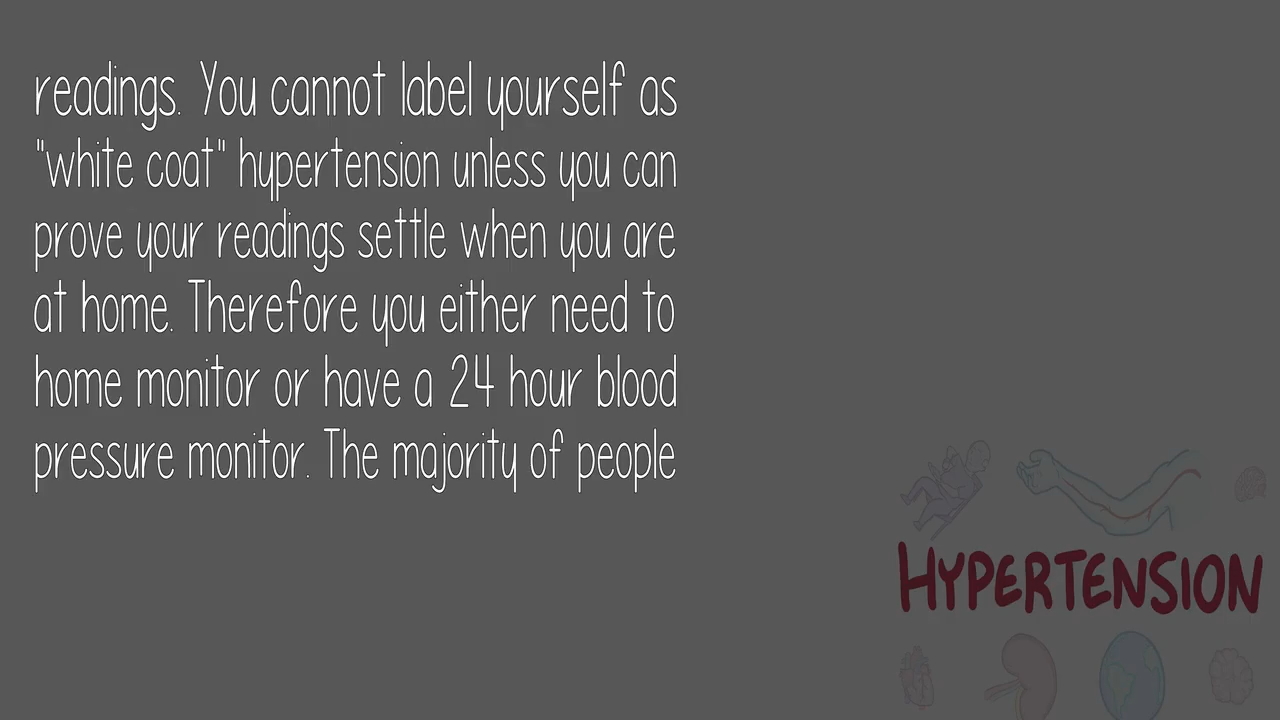 readings. You cannot label yourself as
"white coat" hypertension unless you can
prove your readings settle when you are
at home. Therefore you either need to
home monitor or have a 24 hour blood
pressure monitor. The majority of people
HYPERTENSION